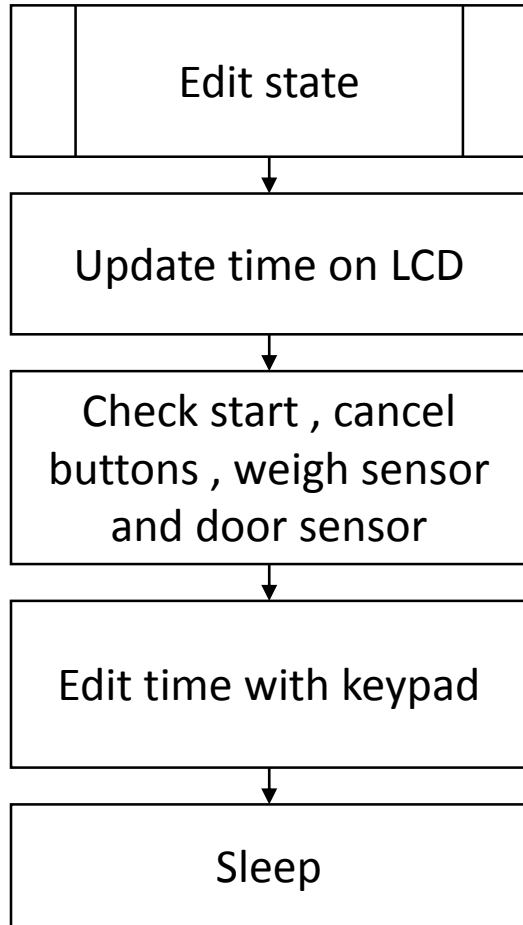 Edit state
Update time on LCD
Check start , cancel
buttons , weigh sensor
and door sensor
Edit time with keypad
Sleep